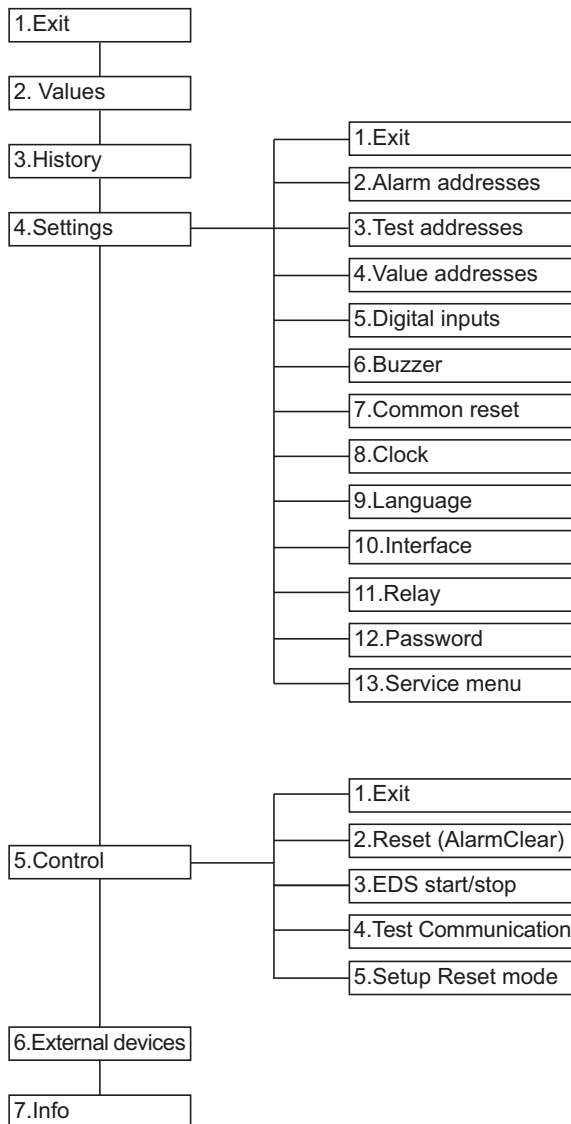 1.Exit
2. Values
3.History
4.Settings
1.Exit
2.Alarm addresses
3.Test addresses
4.Value addresses
5.Digital inputs
6.Buzzer
7.Common reset
8.Clock
9.Language
10.Interface
11.Relay
12.Password
13.Service menu
5.Control
1.Exit
2.Reset (AlarmClear)
3.EDS start/stop
4.Test Communication
5.Setup Reset mode
6.External devices
7.Info